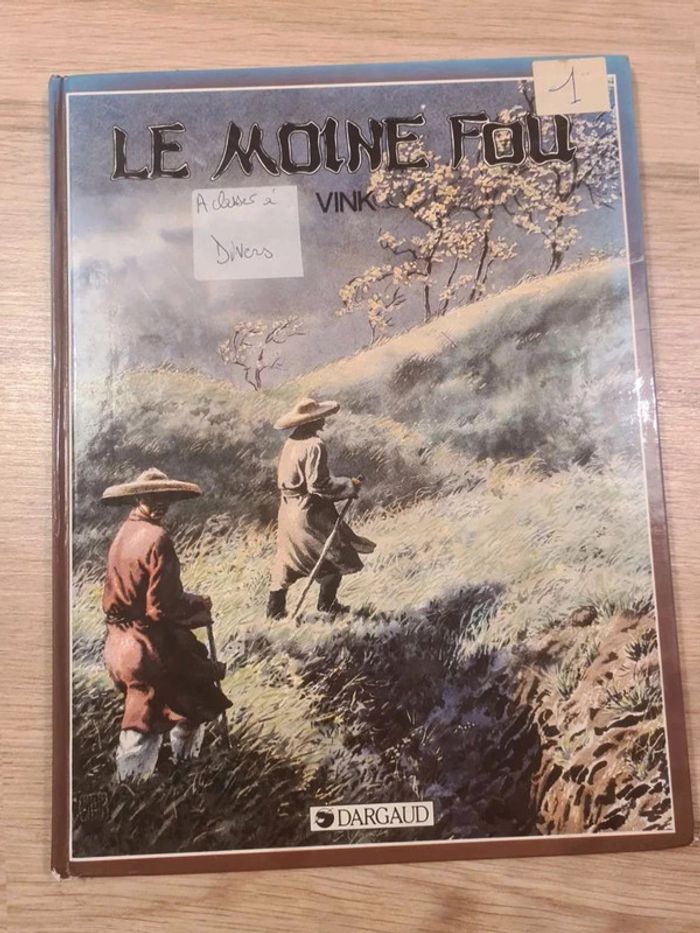 1
LE MOINE FOU
VINK
A classer à
Divers
DARGAUD